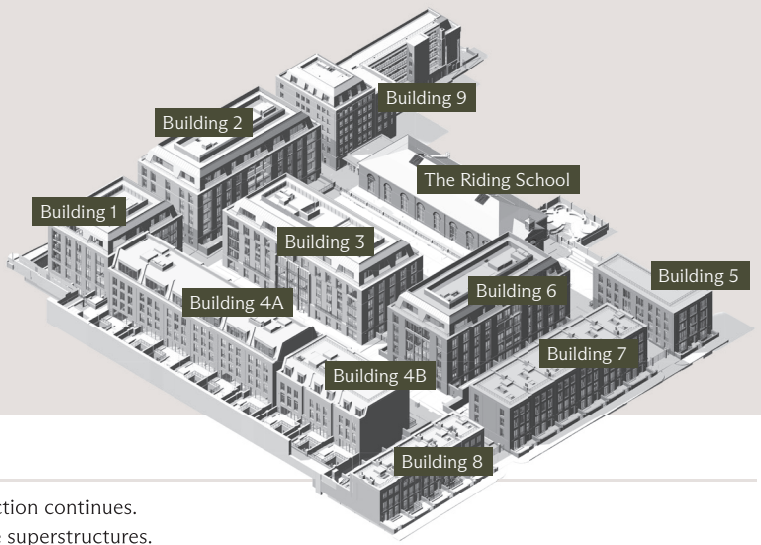 Building 9
Building 2
The Riding School
Building 1
Building 3
Building 5
Building 6
Building 4A
Building 7
Building 4B
Building 8
continues.
superstructures.